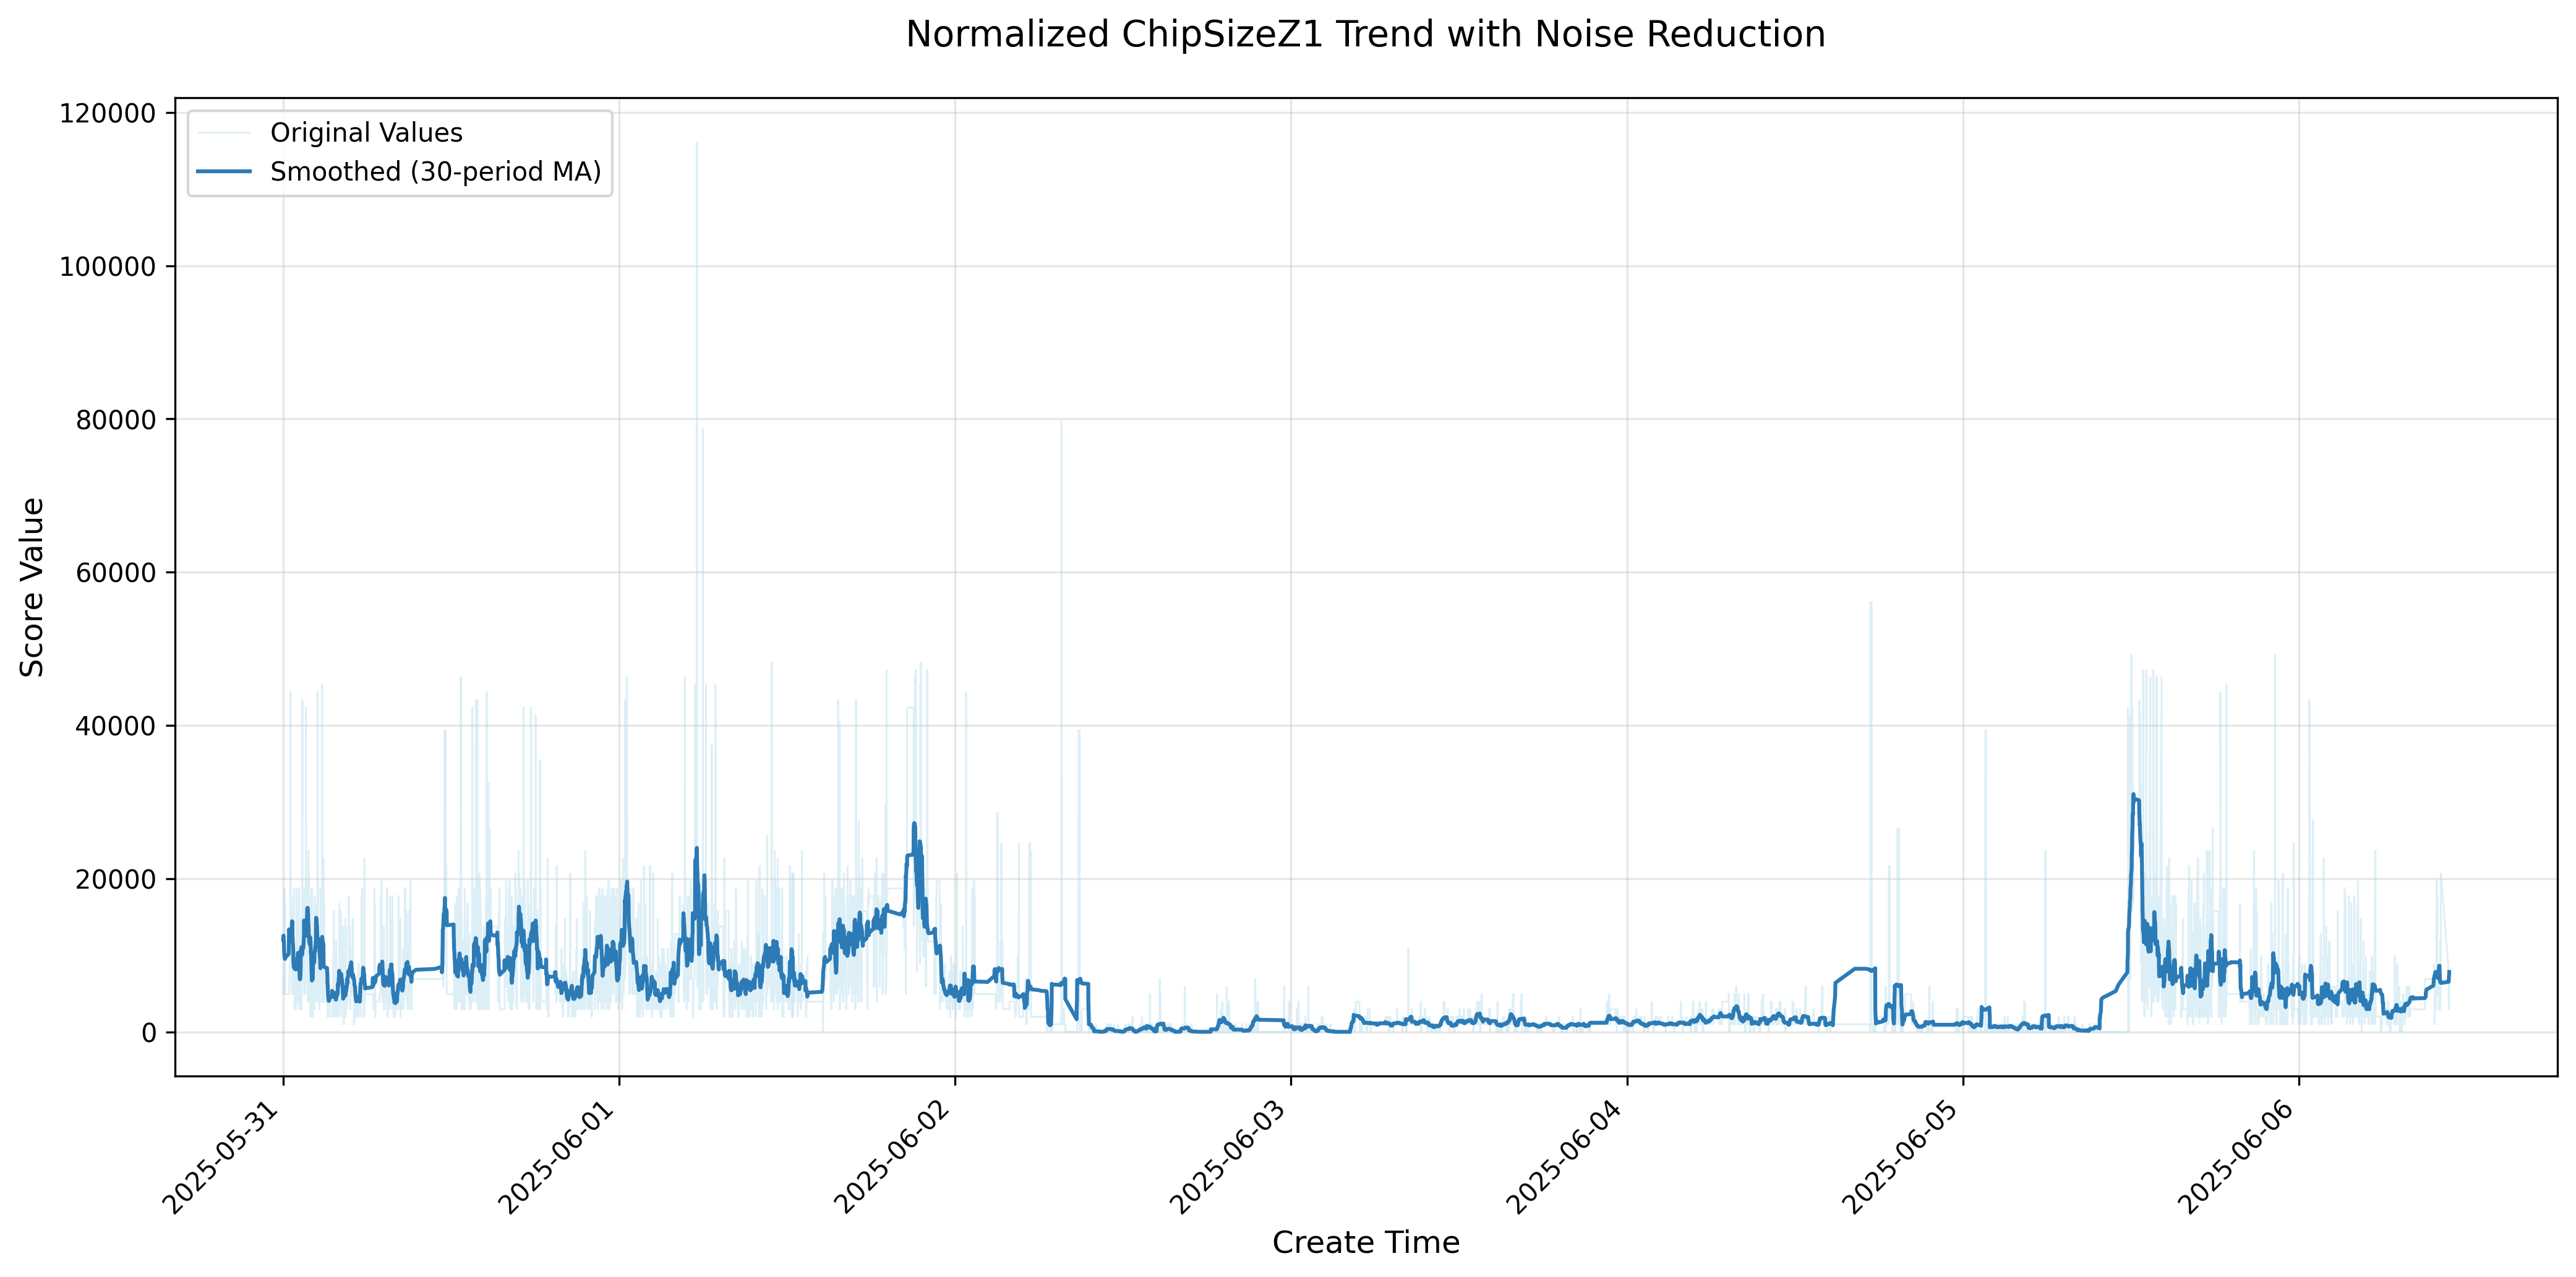 Normalized ChipSizeZ1 Trend with Noise Reduction
Original Values
Smoothed (30-period MA)
120000
100000
80000
60000
40000
20000
0
Score Value
2025-05-31
2025-06-01
2025-06-02
2025-06-03
2025-06-04
2025-06-05
2025-06-06
Create Time